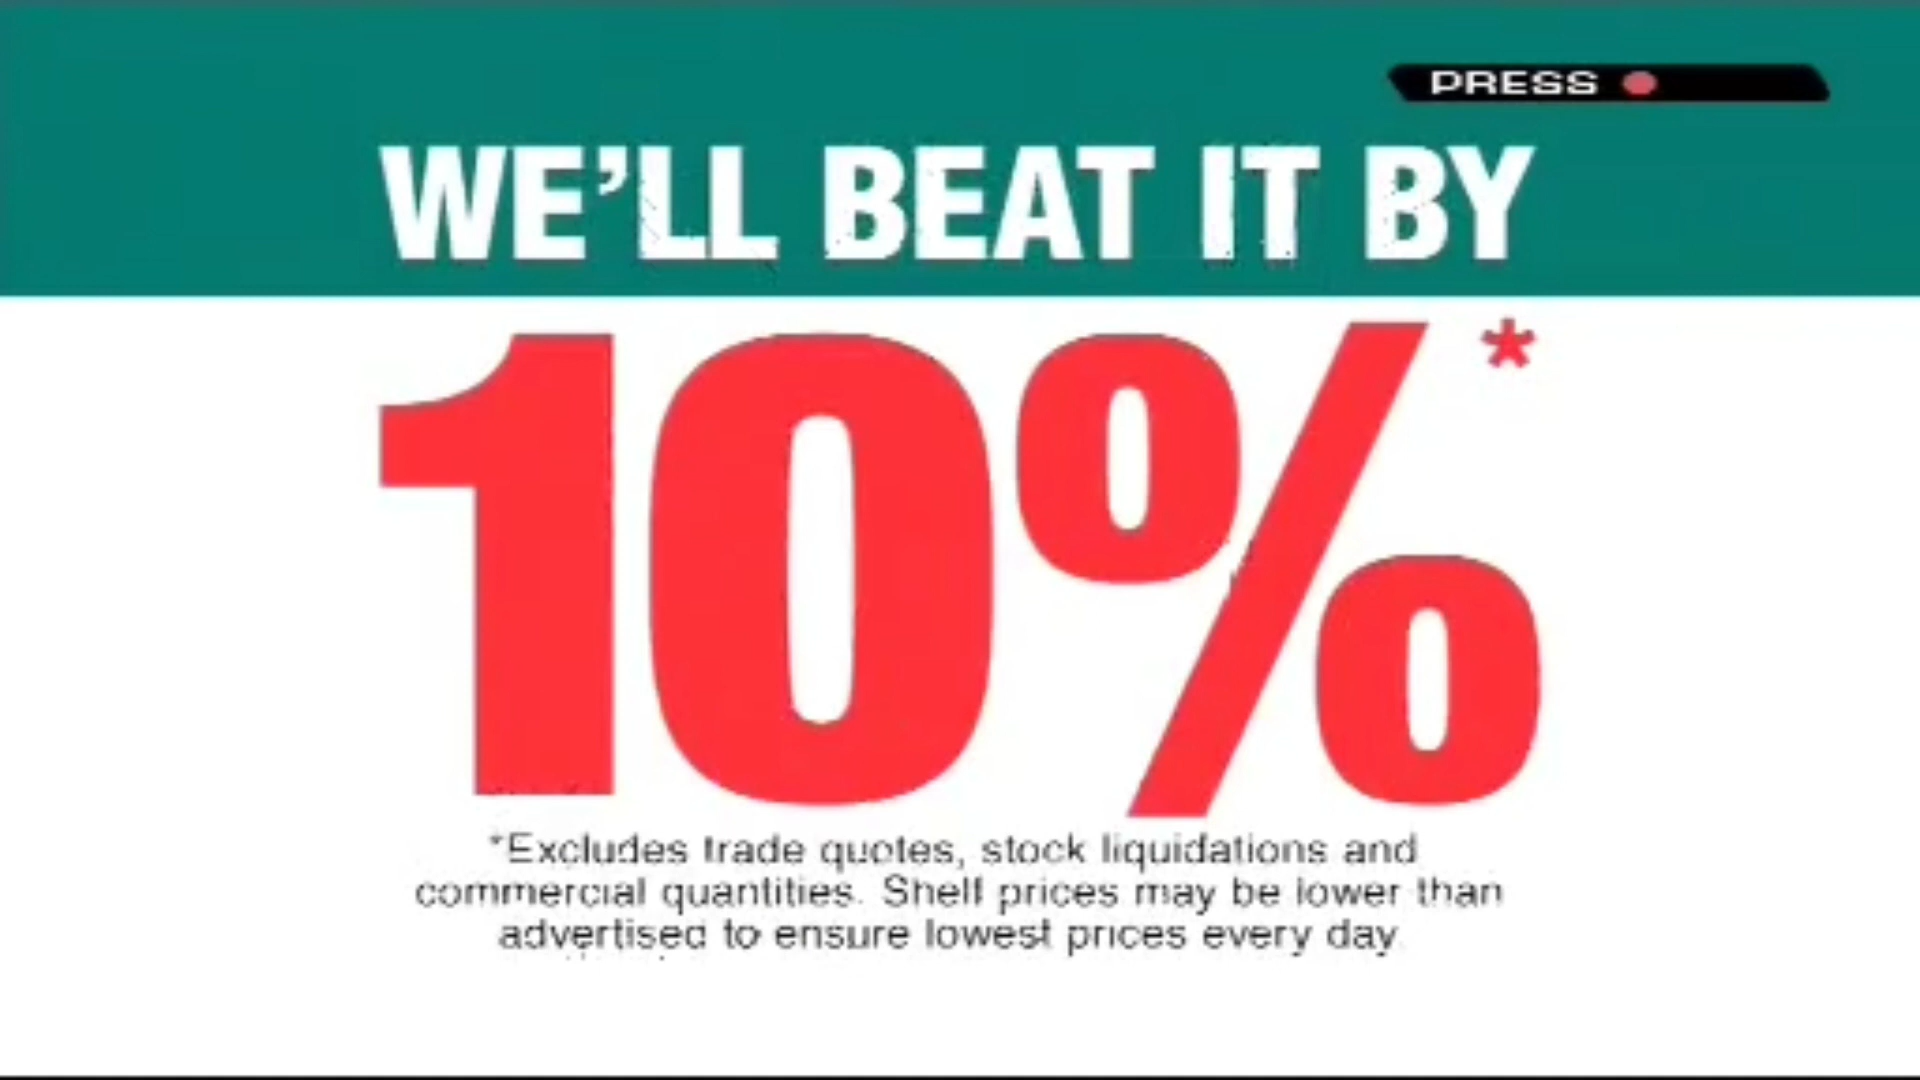 PRESS
WE’LL BEAT IT BY
10%*
*Excludes trade quotes, stock liquidations and
commercial quantities. Shelf prices may be lower than
advertised to ensure lowest prices every day.